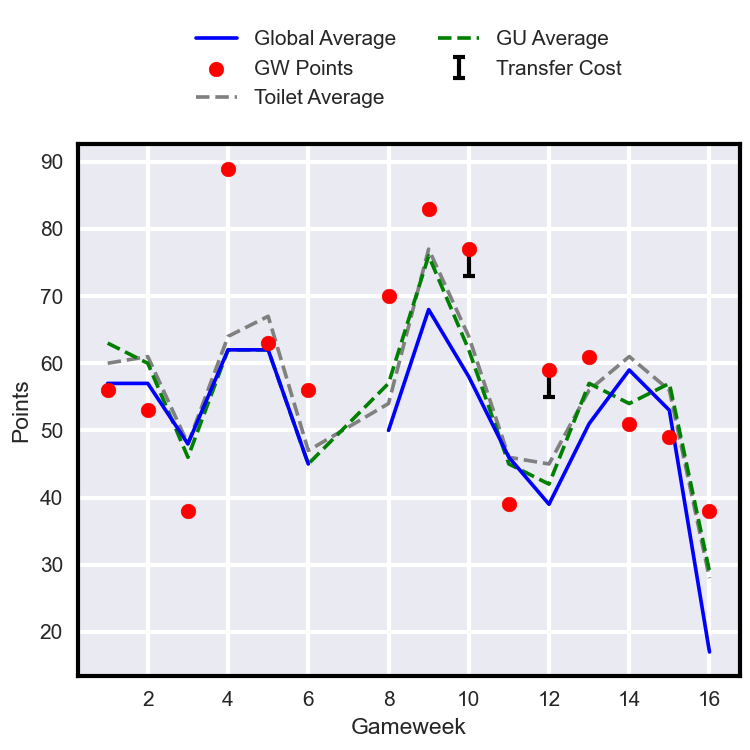 Global Average
GU Average
GW Points
Transfer Cost
Toilet Average
90
80
70
60
50
40
30
20
Points
2 4 6 8 10 12 14 16
Gameweek